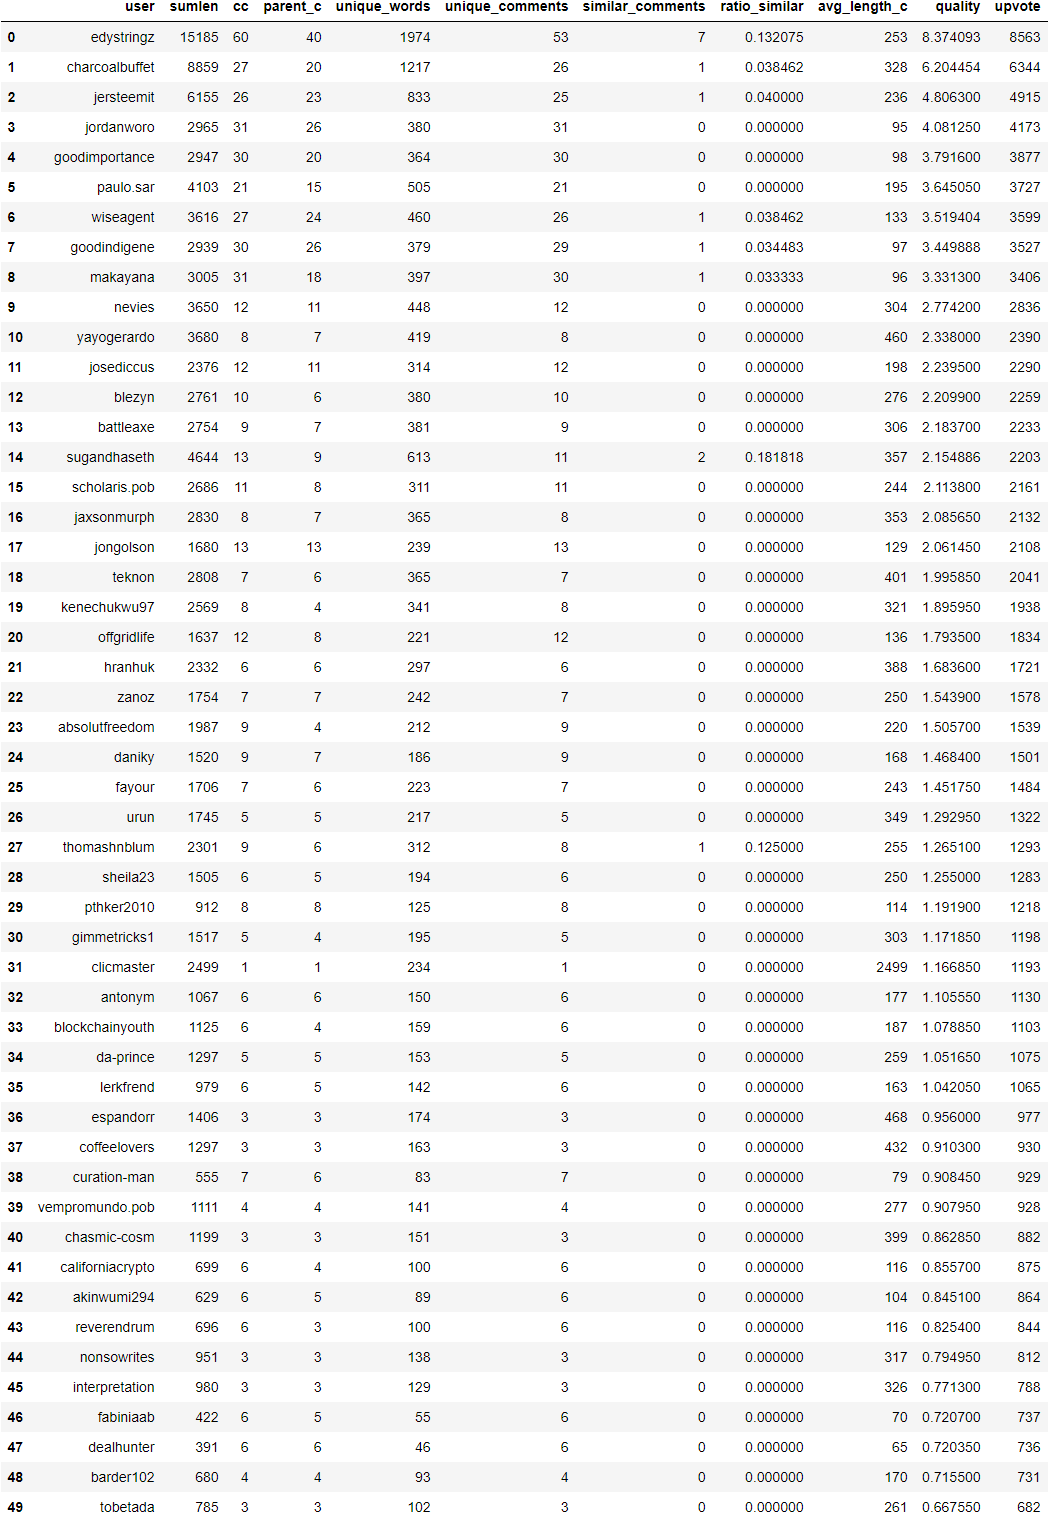 user sumlen cc parent_c unique_words unique_comments similar_comments ratio_similar avg_length_c quality upvote
0 edystringz 15185 60 40 1974 53 7 0.132075 253 8.374093 8563
1 charcoalbuffet 8859 27 20 1217 26 1 0.038462 328 6.204454 6344
2 jersteemit 6155 26 23 833 25 1 0.040000 236 4.806300 4915
3 jordanworo 2965 31 26 380 31 0 0.000000 95 4.081250 4173
4 goodimportance 2947 30 20 364 30 0 0.000000 98 3.791600 3877
5 paulo.sar 4103 21 15 505 21 0 0.000000 195 3.645050 3727
6 wiseagent 3616 27 24 460 26 1 0.038462 133 3.519404 3599
7 goodindigene 2939 30 26 379 29 1 0.034483 97 3.449888 3527
8 makayana 3005 31 18 397 30 1 0.033333 96 3.331300 3406
9 nevies 3650 12 11 448 12 0 0.000000 304 2.774200 2836
10 yayogerardo 3680 8 7 419 8 0 0.000000 460 2.338000 2390
11 josediccus 2376 12 11 314 12 0 0.000000 198 2.239500 2290
12 blezyn 2761 10 6 380 10 0 0.000000 276 2.209900 2259
13 battleaxe 2754 9 7 381 9 0 0.000000 306 2.183700 2233
14 sugandhaseth 4644 13 9 613 11 2 0.181818 357 2.154886 2203
15 scholaris.pob 2686 11 8 311 11 0 0.000000 244 2.113800 2161
16 jaxsonmurph 2830 8 7 365 8 0 0.000000 353 2.085650 2132
17 jongolson 1680 13 13 239 13 0 0.000000 129 2.061450 2108
18 teknon 2808 7 6 365 7 0 0.000000 401 1.995850 2041
19 kenechukwu97 2569 8 4 341 8 0 0.000000 321 1.895950 1938
20 offgridlife 1637 12 8 221 12 0 0.000000 136 1.793500 1834
21 hranhuk 2332 6 6 297 6 0 0.000000 388 1.683600 1721
22 zanoz 1754 7 7 242 7 0 0.000000 250 1.543900 1578
23 absolutfreedom 1987 9 4 212 9 0 0.000000 220 1.505700 1539
24 daniky 1520 9 7 186 9 0 0.000000 168 1.468400 1501
25 fayour 1706 7 6 223 7 0 0.000000 243 1.451750 1484
26 urun 1745 5 5 217 5 0 0.000000 349 1.292950 1322
27 thomashnblum 2301 9 6 312 8 1 0.125000 255 1.265100 1293
28 sheila23 1505 6 5 194 6 0 0.000000 250 1.255000 1283
29 pthker2010 912 8 8 125 8 0 0.000000 114 1.191900 1218
30 gimmetricks1 1517 5 4 195 5 0 0.000000 303 1.171850 1198
31 clicmaster 2499 1 1 234 1 0 0.000000 2499 1.166850 1193
32 antonym 1067 6 6 150 6 0 0.000000 177 1.105550 1130
33 blockchainyouth 1125 6 4 159 6 0 0.000000 187 1.078850 1103
34 da-prince 1297 5 5 153 5 0 0.000000 259 1.051650 1075
35 lerkfrend 979 6 5 142 6 0 0.000000 163 1.042050 1065
36 espandorr 1406 3 3 174 3 0 0.000000 468 0.956000 977
37 coffeelovers 1297 3 3 163 3 0 0.000000 432 0.910300 930
38 curation-man 555 7 6 83 7 0 0.000000 79 0.908450 929
39 vempromundo.pob 1111 4 4 141 4 0 0.000000 277 0.907950 928
40 chasmic-cosm 1199 3 3 151 3 0 0.000000 399 0.862850 882
41 californiacrypto 699 6 4 100 6 0 0.000000 116 0.855700 875
42 akinwumi294 629 6 5 89 6 0 0.000000 104 0.845100 864
43 reverendrum 696 6 3 100 6 0 0.000000 116 0.825400 844
44 nonsowrites 951 3 3 138 3 0 0.000000 317 0.794950 812
45 interpretation 980 3 3 129 3 0 0.000000 326 0.771300 788
46 fabiniaab 422 6 5 55 6 0 0.000000 70 0.720700 737
47 dealhunter 391 6 6 46 6 0 0.000000 65 0.720350 736
48 barder102 680 4 4 93 4 0 0.000000 170 0.715500 731
49 tobetada 785 3 3 102 3 0 0.000000 261 0.667550 682